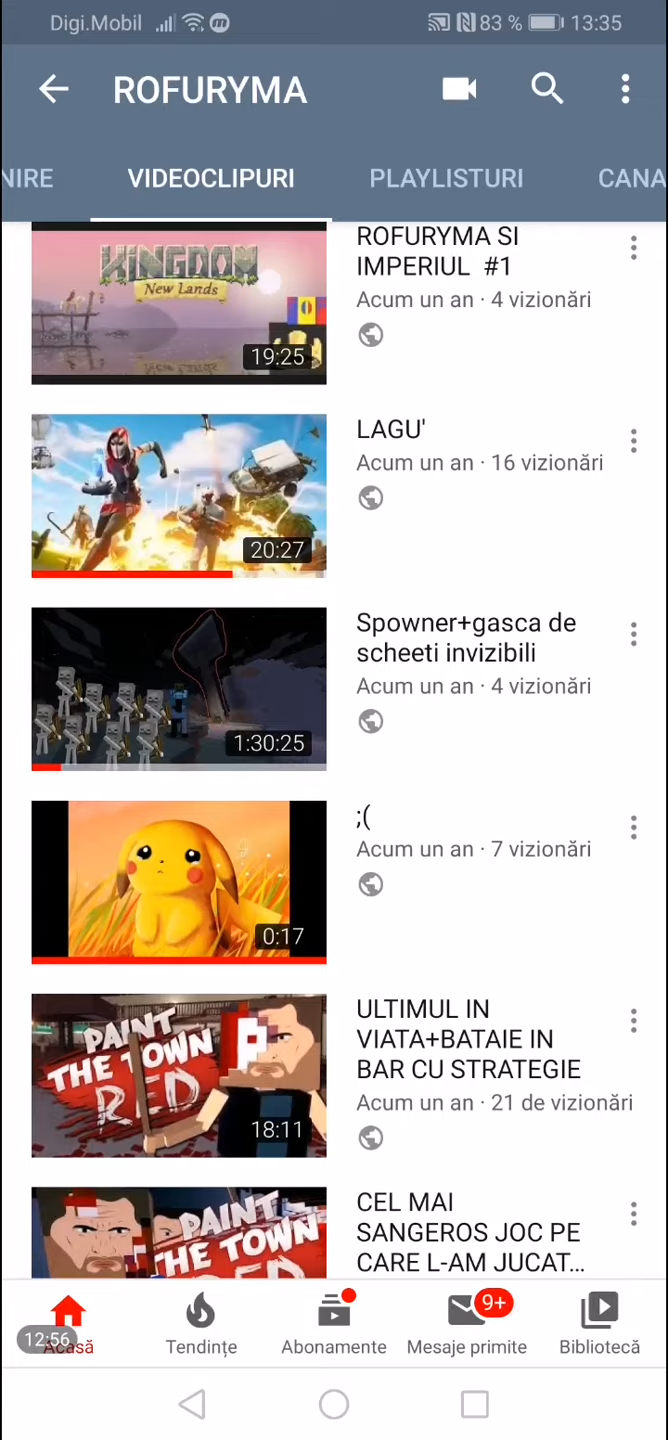 Digi.Mobil 83 % 13:35
ROFURYMA
NIRE VIDEOCLIPURI PLAYLISTURI CANA
KINGDOM
New Lands
19:25
ROFURYMA SI
IMPERIUL #1
Acum un an · 4 vizionări
20:27
LAGU'
Acum un an · 16 vizionări
1:30:25
Spowner+gasca de
scheeti invizibili
Acum un an · 4 vizionări
0:17
;(
Acum un an · 7 vizionări
PAINT
THE TOWN
RED
18:11
ULTIMUL IN
VIATA+BATAIE IN
BAR CU STRATEGIE
Acum un an · 21 de vizionări
PAINT
THE TOWN
RED
CEL MAI
SANGEROS JOC PE
CARE L-AM JUCAT...
9+
12:56
Acasă Tendințe Abonamente Mesaje primite Bibliotecă